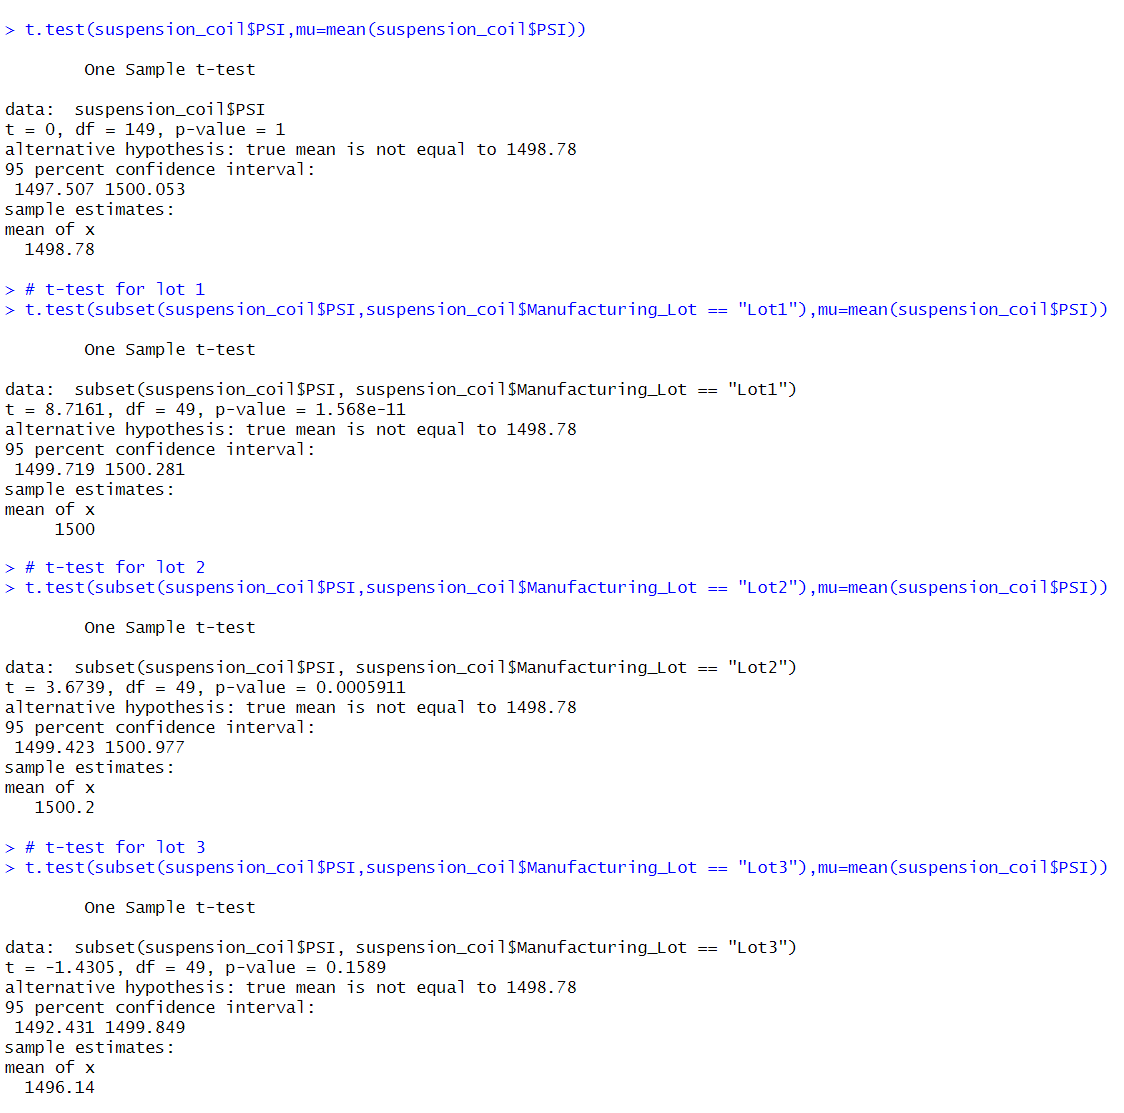 > t.test(suspension_coil$PSI,mu=mean(suspension_coil$PSI))
One Sample t-test
data:  suspension_coil$PSI
t = 0, df = 149, p-value = 1
alternative hypothesis: true mean is not equal to 1498.78
95 percent confidence interval:
1497.507 1500.053
sample estimates:
mean of x
1498.78
> # t-test for lot 1
> t.test(subset(suspension_coil$PSI,suspension_coil$Manufacturing_Lot == "Lot1"),mu=mean(suspension_coil$PSI))
One Sample t-test
data:  subset(suspension_coil$PSI, suspension_coil$Manufacturing_Lot == "Lot1")
t = 8.7161, df = 49, p-value = 1.568e-11
alternative hypothesis: true mean is not equal to 1498.78
95 percent confidence interval:
1499.719 1500.281
sample estimates:
mean of x
1500
> # t-test for lot 2
> t.test(subset(suspension_coil$PSI,suspension_coil$Manufacturing_Lot == "Lot2"),mu=mean(suspension_coil$PSI))
One Sample t-test
data:  subset(suspension_coil$PSI, suspension_coil$Manufacturing_Lot == "Lot2")
t = 3.6739, df = 49, p-value = 0.0005911
alternative hypothesis: true mean is not equal to 1498.78
95 percent confidence interval:
1499.423 1500.977
sample estimates:
mean of x
1500.2
> # t-test for lot 3
> t.test(subset(suspension_coil$PSI,suspension_coil$Manufacturing_Lot == "Lot3"),mu=mean(suspension_coil$PSI))
One Sample t-test
data:  subset(suspension_coil$PSI, suspension_coil$Manufacturing_Lot == "Lot3")
t = -1.4305, df = 49, p-value = 0.1589
alternative hypothesis: true mean is not equal to 1498.78
95 percent confidence interval:
1492.431 1499.849
sample estimates:
mean of x
1496.14